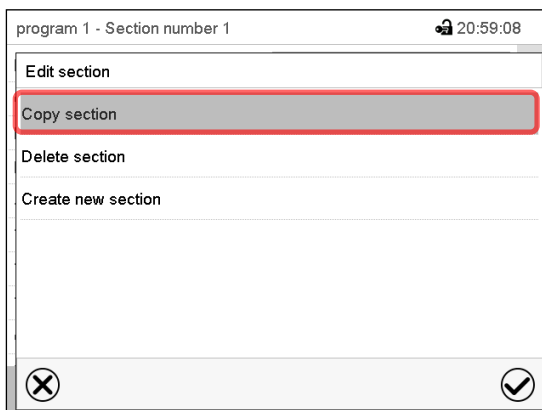 program 1 - Section number 1 20:59:08
Edit section
Copy section
Delete section
Create new section